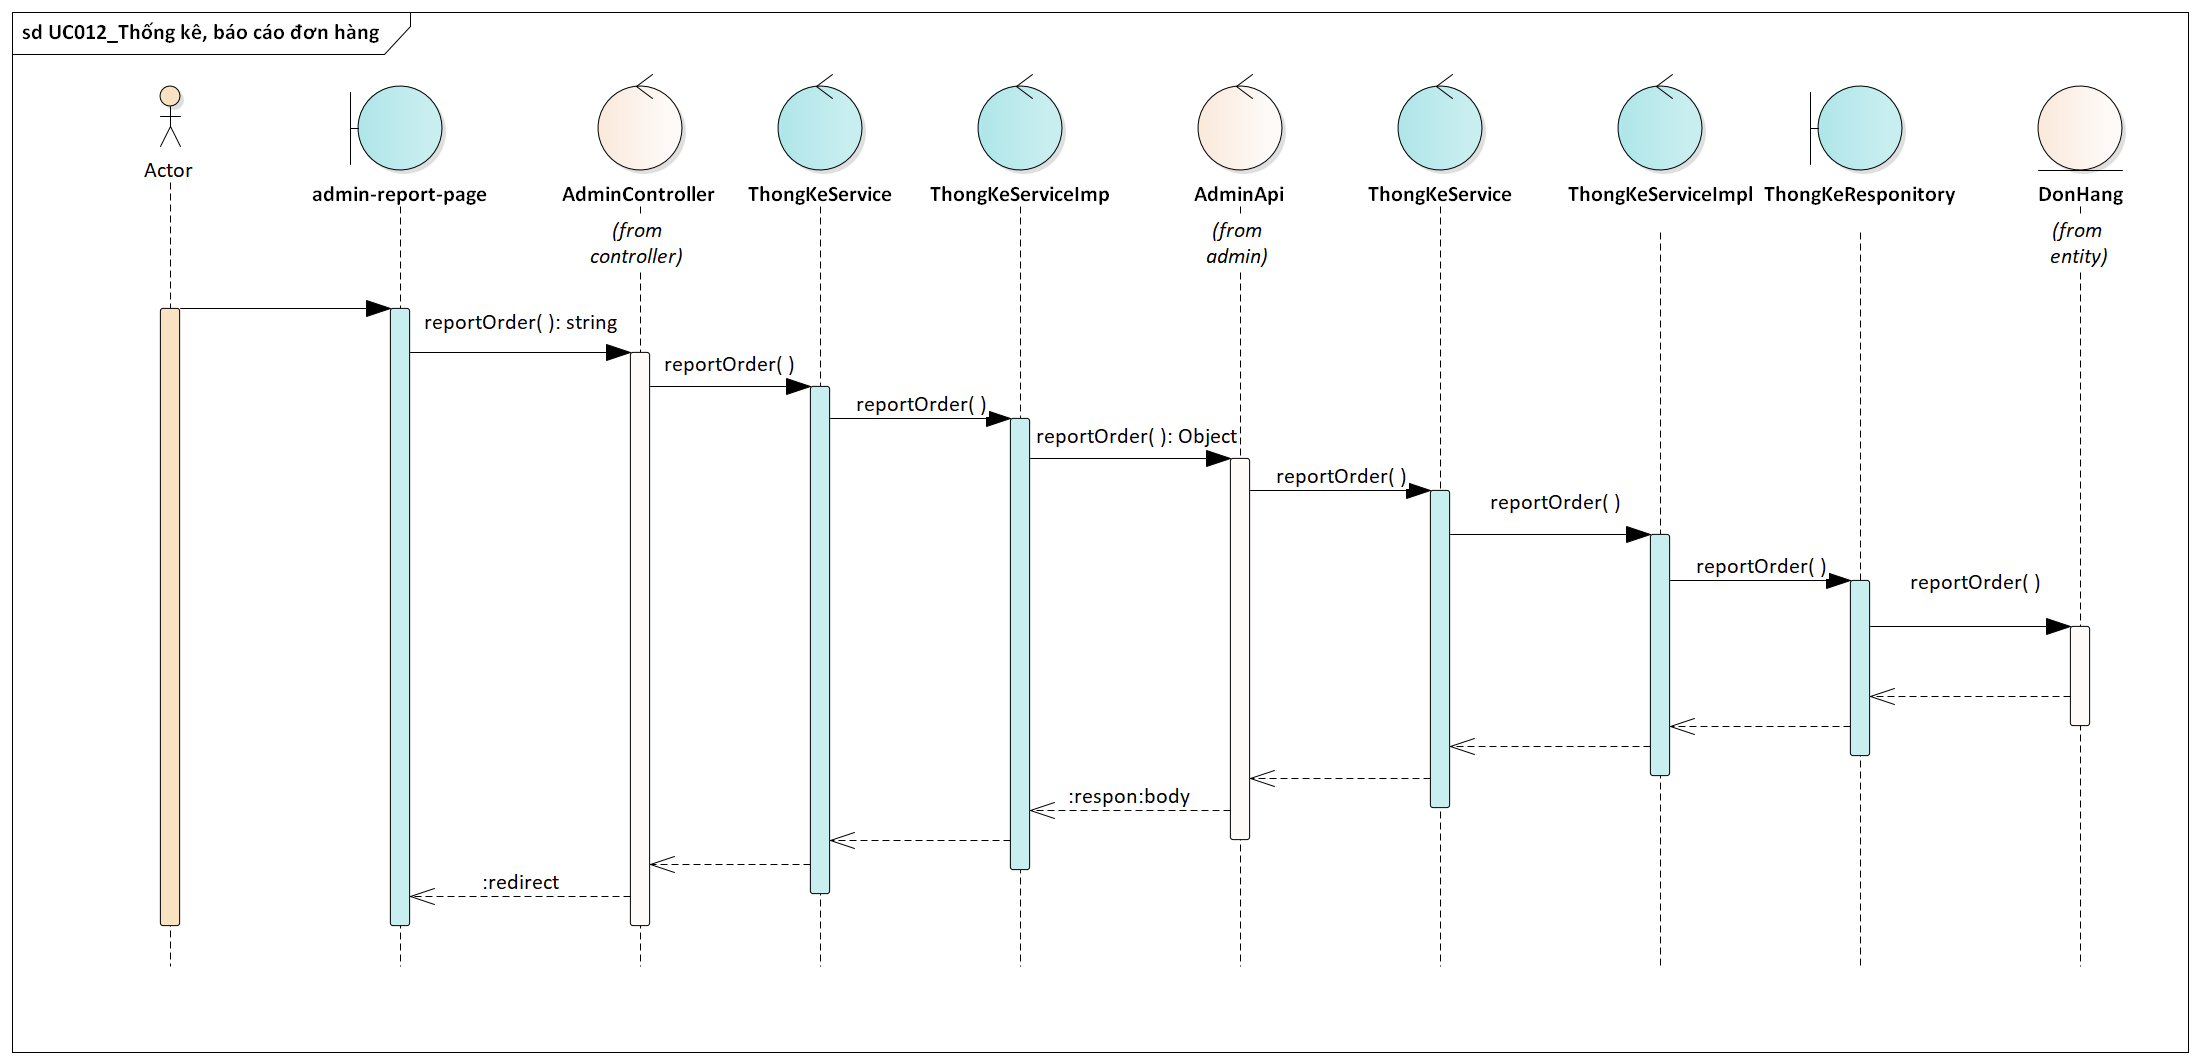 sd UC012_Thống kê, báo cáo đơn hàng
Actor
admin-report-page
AdminController
(from
controller)
ThongKeService
ThongKeServiceImp
AdminApi
(from
admin)
ThongKeService
ThongKeServiceImpl
ThongKeResponitory
DonHang
(from
entity)
reportOrder( ): string
reportOrder( )
reportOrder( )
reportOrder( ): Object
reportOrder( )
reportOrder( )
reportOrder( )
reportOrder( )
:respon:body
:redirect